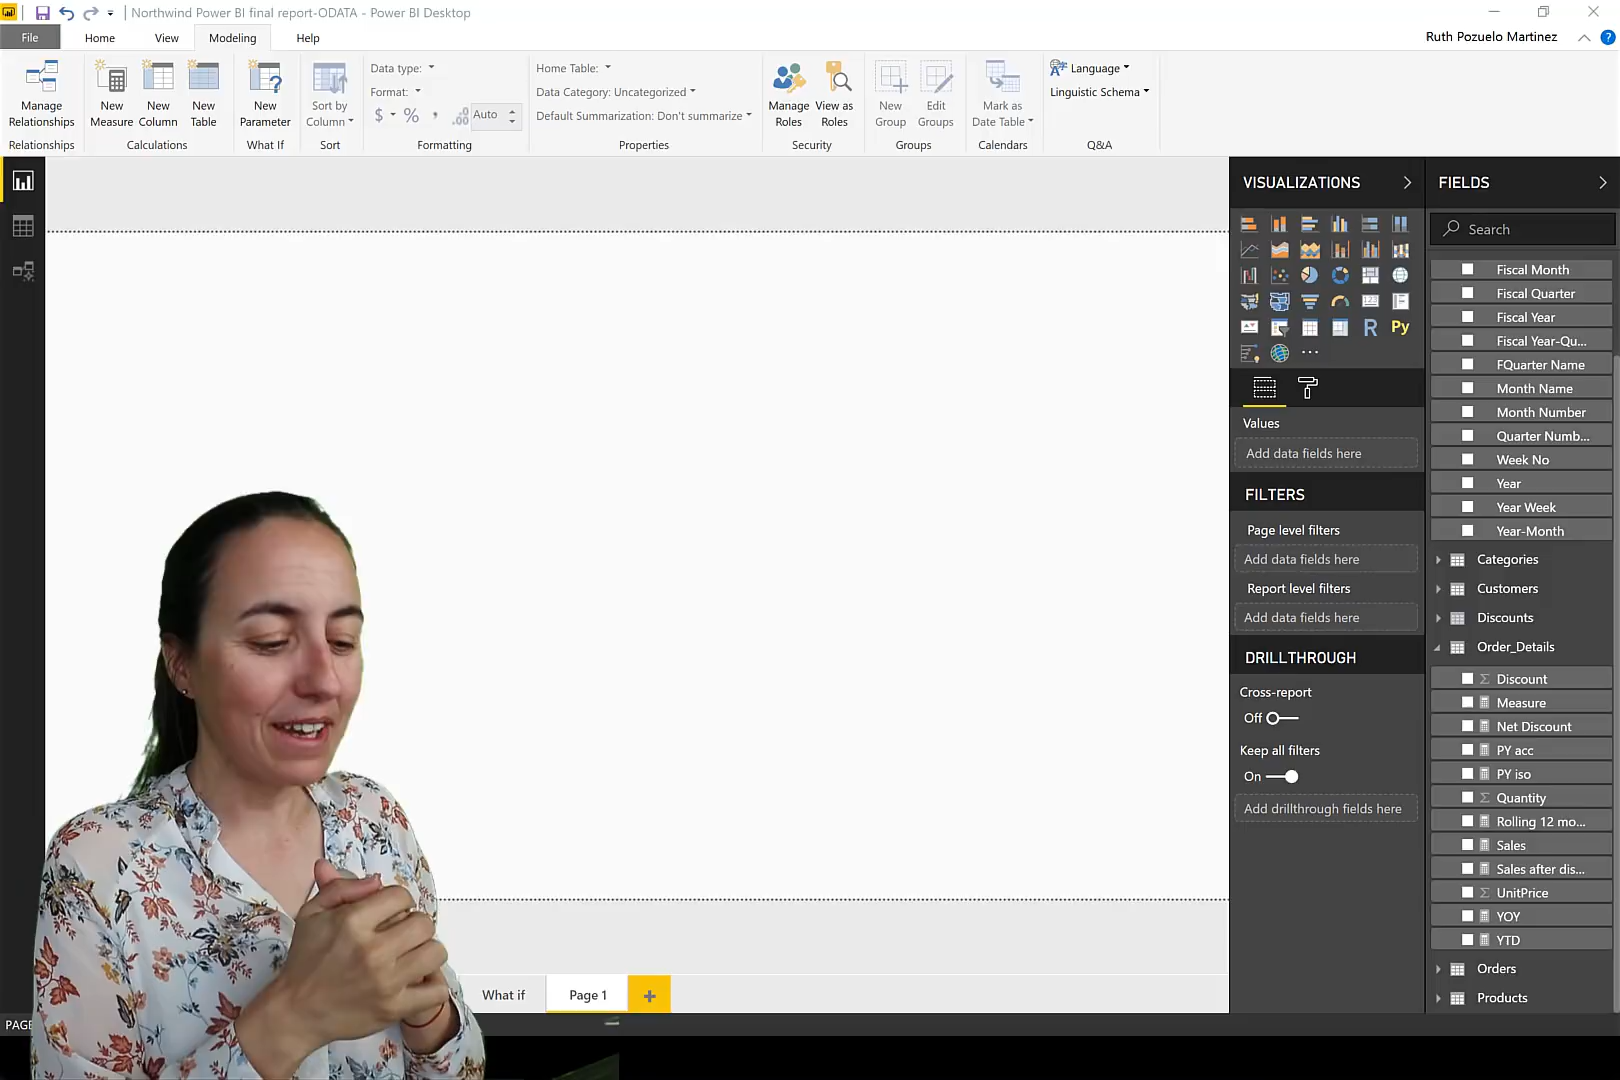 Northwind Power BI final report-ODATA - Power BI Desktop
File
Home
View
Modeling
Help
Ruth Pozuelo Martinez
?
Manage Relationships
New Measure
New Column
New Table
New Parameter
Sort by Column
Data type:
Format:
$ % , Auto
Home Table:
Data Category: Uncategorized
Default Summarization: Don't summarize
Manage Roles
View as Roles
New Group
Edit Groups
Mark as Date Table
Language
Linguistic Schema
Relationships
Calculations
What If
Sort
Formatting
Properties
Security
Groups
Calendars
Q&A
VISUALIZATIONS
R
Py
Values
Add data fields here
FILTERS
Page level filters
Add data fields here
Report level filters
Add data fields here
DRILLTHROUGH
Cross-report
Off
Keep all filters
On
Add drillthrough fields here
FIELDS
Search
Fiscal Month
Fiscal Quarter
Fiscal Year
Fiscal Year-Qu...
FQuarter Name
Month Name
Month Number
Quarter Numb...
Week No
Year
Year Week
Year-Month
Categories
Customers
Discounts
Order_Details
Discount
Measure
Net Discount
PY acc
PY iso
Quantity
Rolling 12 mo...
Sales
Sales after dis...
UnitPrice
YOY
YTD
Orders
Products
What if
Page 1
PAGE